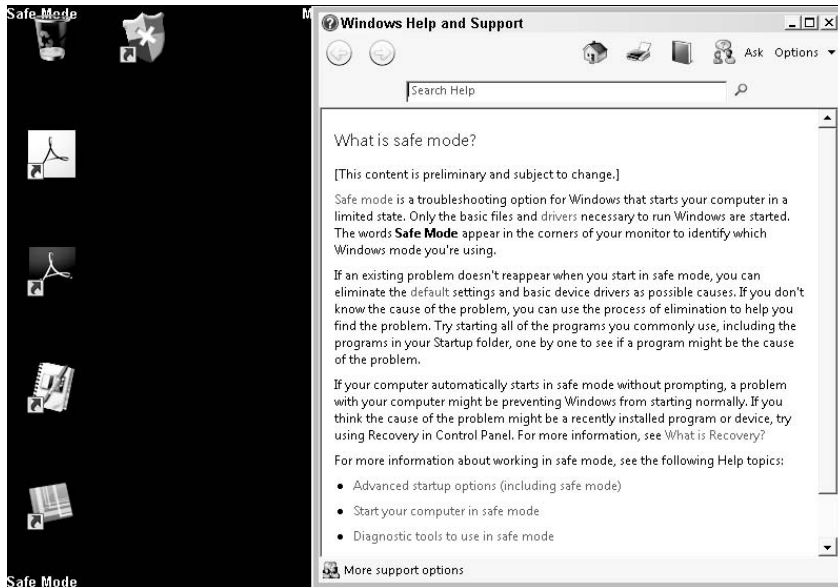 Safe Mode
M
Windows Help and Support
Ask Options
Search Help
What is safe mode?
[This content is preliminary and subject to change.]
Safe mode is a troubleshooting option for Windows that starts your computer in a
limited state. Only the basic files and drivers necessary to run Windows are started.
The words Safe Mode appear in the corners of your monitor to identify which
Windows mode you're using.
If an existing problem doesn't reappear when you start in safe mode, you can
eliminate the default settings and basic device drivers as possible causes. If you don't
know the cause of the problem, you can use the process of elimination to help you
find the problem. Try starting all of the programs you commonly use, including the
programs in your Startup folder, one by one to see if a program might be the cause
of the problem.
If your computer automatically starts in safe mode without prompting, a problem
with your computer might be preventing Windows from starting normally. If you
think the cause of the problem might be a recently installed program or device, try
using Recovery in Control Panel. For more information, see What is Recovery?
For more information about working in safe mode, see the following Help topics:
• Advanced startup options (including safe mode)
• Start your computer in safe mode
• Diagnostic tools to use in safe mode
More support options
Safe Mode